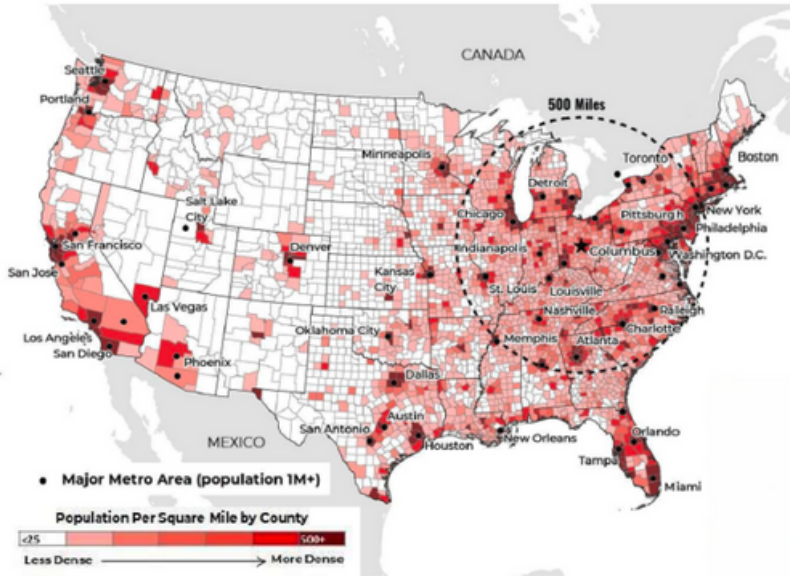 CANADA
500 Miles
Seattle
Portland
Minneapolis
Toronto
Boston
Detroit
Salt Lake
City
Chicago
Pittsburgh
New York
Philadelphia
San Francisco
Denver
Indianapolis
Columbus
Washington D.C.
San Jose
Kansas
City
St. Louis
Louisville
Las Vegas
Nashville
Raleigh
Oklahoma City
Charlotte
Los Angeles
Memphis
Atlanta
San Diego
Phoenix
Dallas
Austin
San Antonio
MEXICO
Houston
New Orleans
Orlando
Tampa
Miami
Major Metro Area (population 1M+)
Population Per Square Mile by County
<25
500+
Less Dense
More Dense